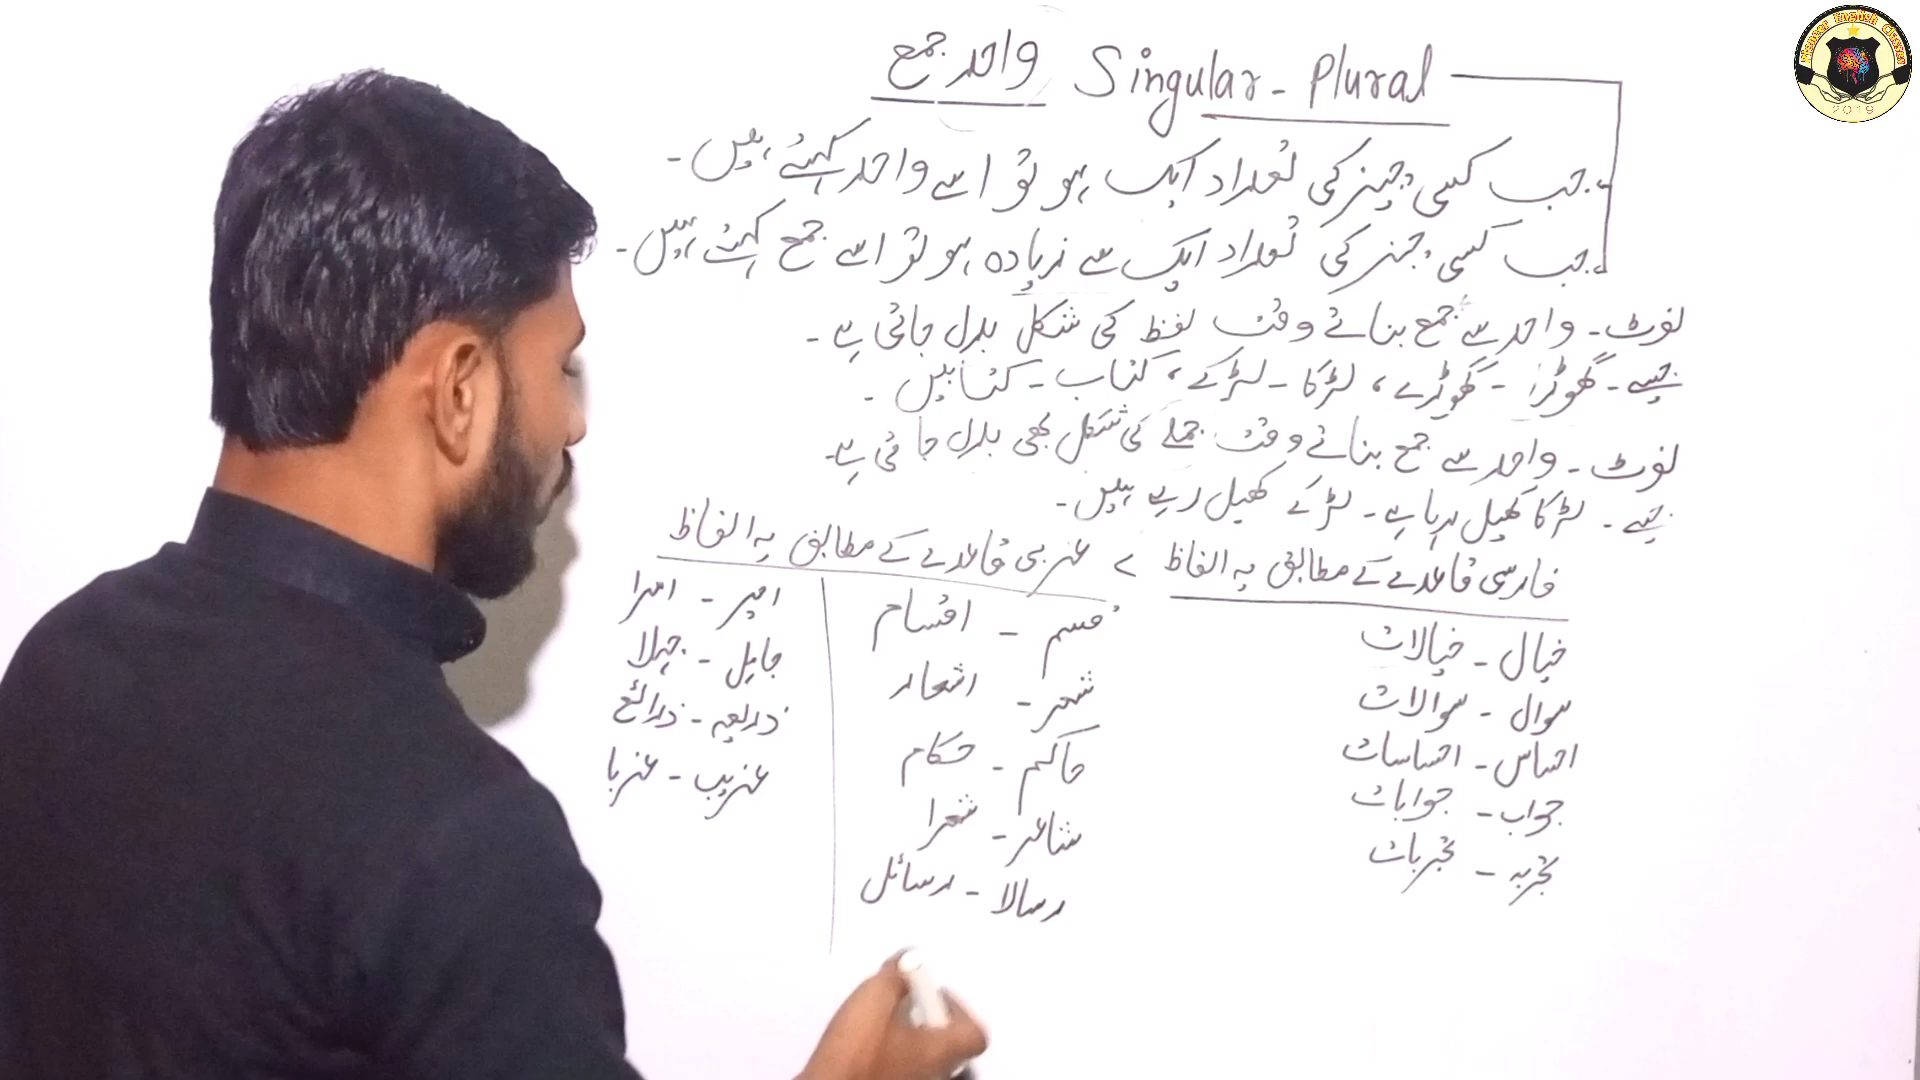 واحد جمع Singular - Plural
جب کسی چیز کی تعداد ایک ہو تو اسے واحد کہتے ہیں۔
جب کسی چیز کی تعداد ایک سے زیادہ ہو تو اسے جمع کہتے ہیں۔
نوٹ۔ واحد سے جمع بناتے وقت لفظ کی شکل بدل جاتی ہے۔
جیسے۔ گھوڑا - گھوڑے، لڑکا - لڑکے، کتاب - کتابیں۔
نوٹ۔ واحد سے جمع بناتے وقت جملے کی شکل بھی بدل جاتی ہے۔
جیسے۔ لڑکا کھیل رہا ہے۔ لڑکے کھیل رہے ہیں۔
فارسی قاعدے کے مطابق یہ الفاظ > عربی قاعدے کے مطابق یہ الفاظ
خیال - خیالات
سوال - سوالات
احساس - احساسات
جواب - جوابات
تجربہ - تجربات
قسم - اقسام
شعر - اشعار
حاکم - حکام
شاعر - شعرا
رسالا - رسائل
امیر - امرا
جاہل - جہلا
ذریعہ - ذرائع
غریب - غربا
Pioneer English Charter
2019